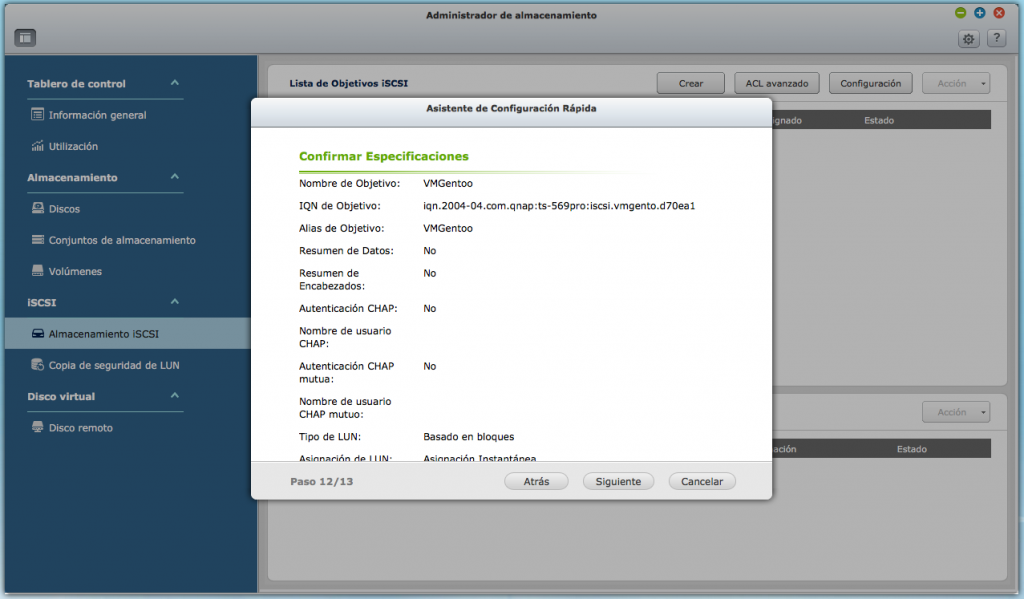 Administrador de almacenamiento
?
Tablero de control
Información general
Utilización
Almacenamiento
Discos
Conjuntos de almacenamiento
Volúmenes
iSCSI
Almacenamiento iSCSI
Copia de seguridad de LUN
Disco virtual
Disco remoto
Lista de Objetivos iSCSI
Crear
ACL avanzado
Configuración
Acción
ignado
Estado
Asistente de Configuración Rápida
Confirmar Especificaciones
Nombre de Objetivo: VMGentoo
IQN de Objetivo: iqn.2004-04.com.qnap:ts-569pro:iscsi.vmgento.d70ea1
Alias de Objetivo: VMGentoo
Resumen de Datos: No
Resumen de No
Encabezados:
Autenticación CHAP: No
Nombre de usuario
CHAP:
Autenticación CHAP No
mutua:
Nombre de usuario
CHAP mutuo:
Tipo de LUN: Basado en bloques
Asignación de LUN: Asignación Instantánea
Paso 12/13
Atrás
Siguiente
Cancelar
Acción
ación
Estado